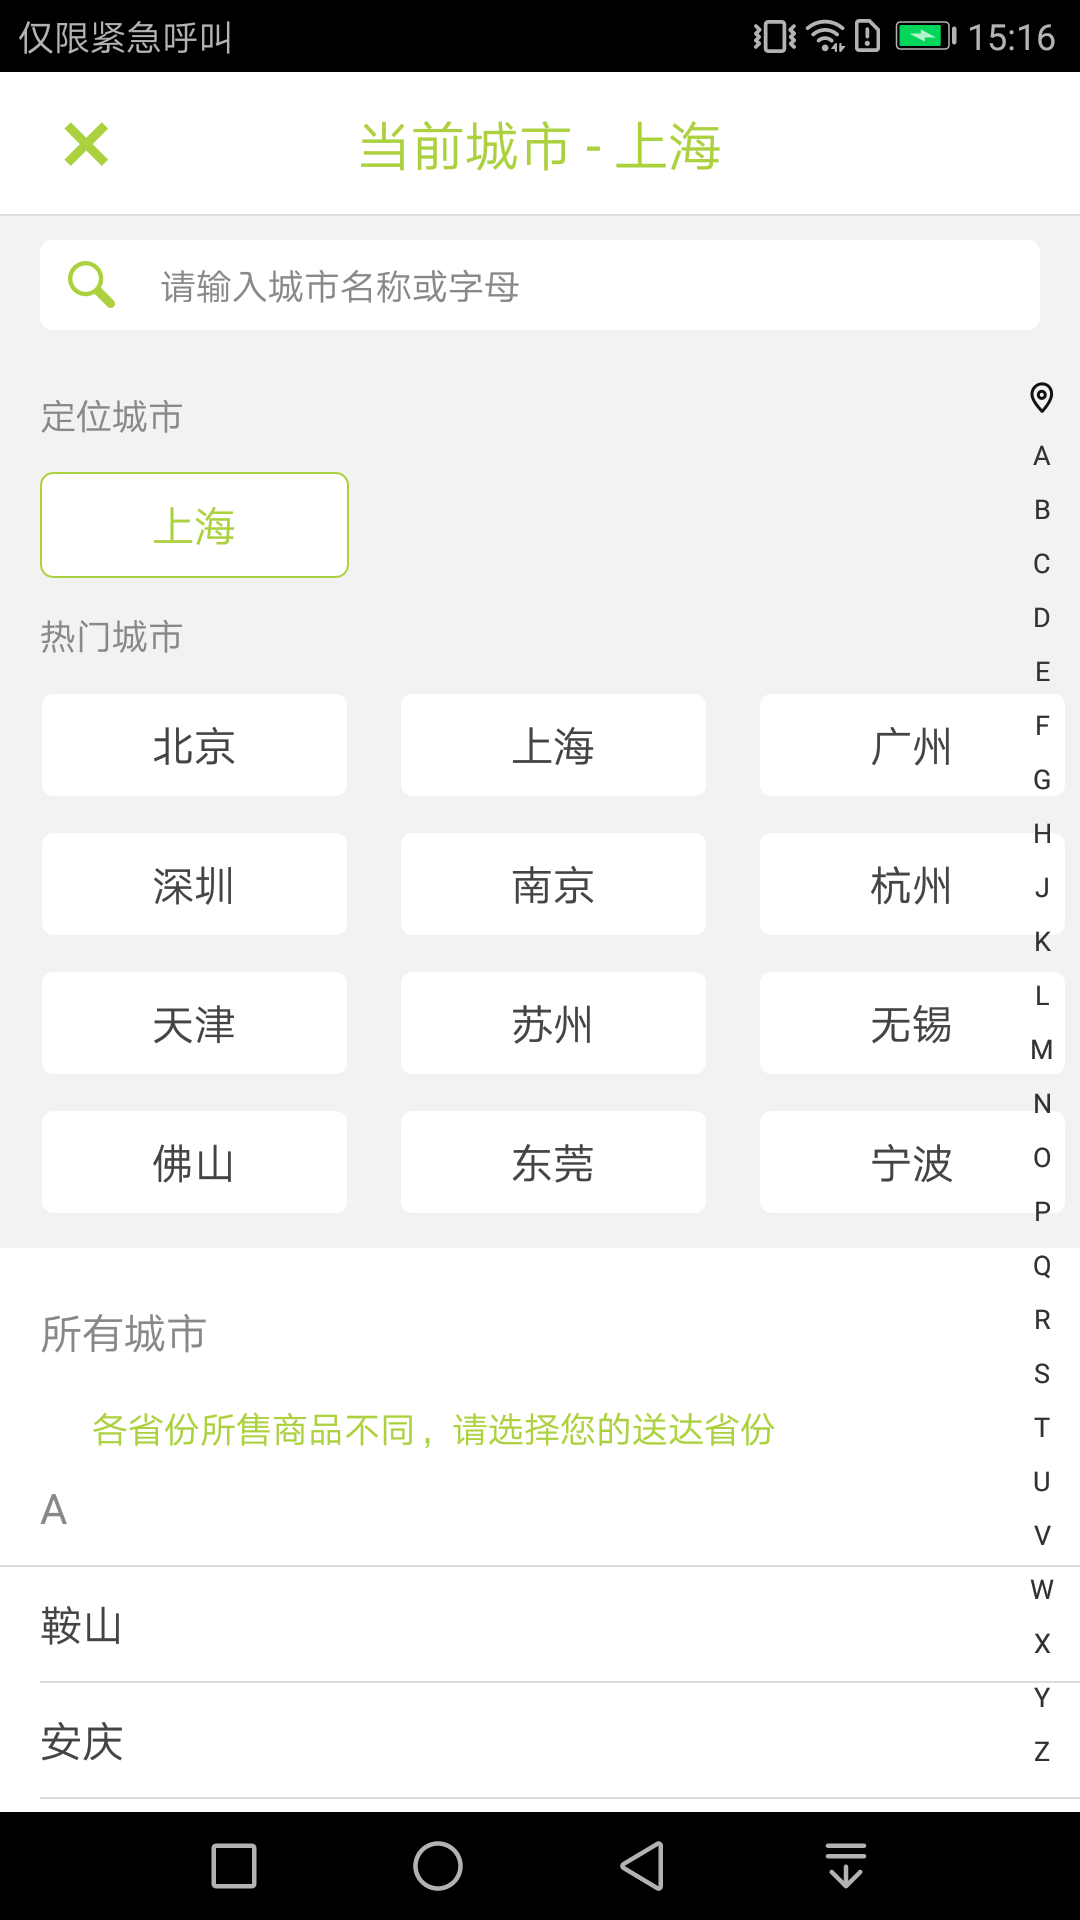 仅限紧急呼叫 15:16
当前城市 - 上海
请输入城市名称或字母
定位城市
上海
热门城市
北京 上海 广州
深圳 南京 杭州
天津 苏州 无锡
佛山 东莞 宁波
所有城市
各省份所售商品不同，请选择您的送达省份
A
鞍山
安庆
A
B
C
D
E
F
G
H
J
K
L
M
N
O
P
Q
R
S
T
U
V
W
X
Y
Z